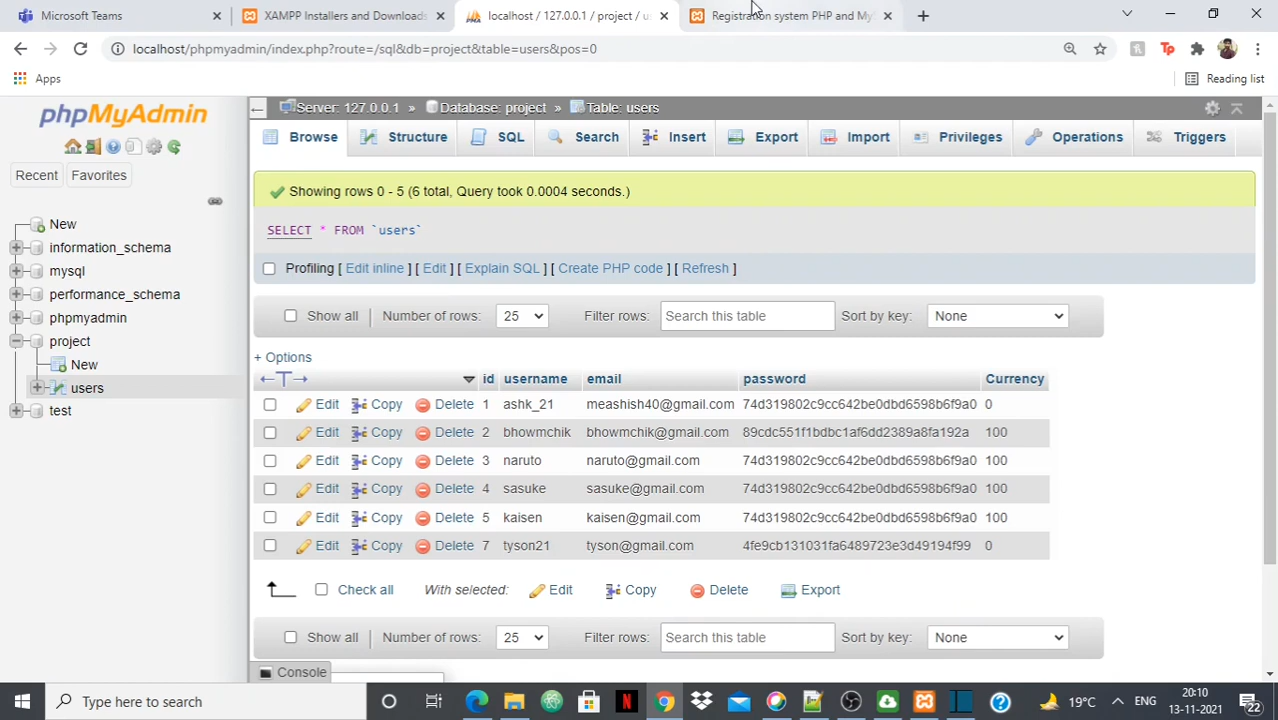 Microsoft Teams
XAMPP Installers and Downloads
localhost / 127.0.0.1 / project / u
Registration system PHP and My
localhost/phpmyadmin/index.php?route=/sql&db=project&table=users&pos=0
Apps
Reading list
phpMyAdmin
Recent
Favorites
New
information_schema
mysql
performance_schema
phpmyadmin
project
New
users
test
Server: 127.0.0.1 » Database: project » Table: users
Browse
Structure
SQL
Search
Insert
Export
Import
Privileges
Operations
Triggers
Showing rows 0 - 5 (6 total, Query took 0.0004 seconds.)
SELECT * FROM `users`
Profiling [ Edit inline ] [ Edit ] [ Explain SQL ] [ Create PHP code ] [ Refresh ]
Show all | Number of rows: 25 Filter rows: Search this table Sort by key: None
+ Options
id username email password Currency
Edit Copy Delete 1 ashk_21 meashish40@gmail.com 74d319802c9cc642be0dbd6598b6f9a0 0
Edit Copy Delete 2 bhowmchik bhowmchik@gmail.com 89cdc551f1bdbc1af6dd2389a8fa192a 100
Edit Copy Delete 3 naruto naruto@gmail.com 74d319802c9cc642be0dbd6598b6f9a0 100
Edit Copy Delete 4 sasuke sasuke@gmail.com 74d319802c9cc642be0dbd6598b6f9a0 100
Edit Copy Delete 5 kaisen kaisen@gmail.com 74d319802c9cc642be0dbd6598b6f9a0 100
Edit Copy Delete 7 tyson21 tyson@gmail.com 4fe9cb131031fa6489723e3d49194f99 0
Check all With selected: Edit Copy Delete Export
Show all | Number of rows: 25 Filter rows: Search this table Sort by key: None
Console
Type here to search
19°C
ENG
20:10
13-11-2021
22